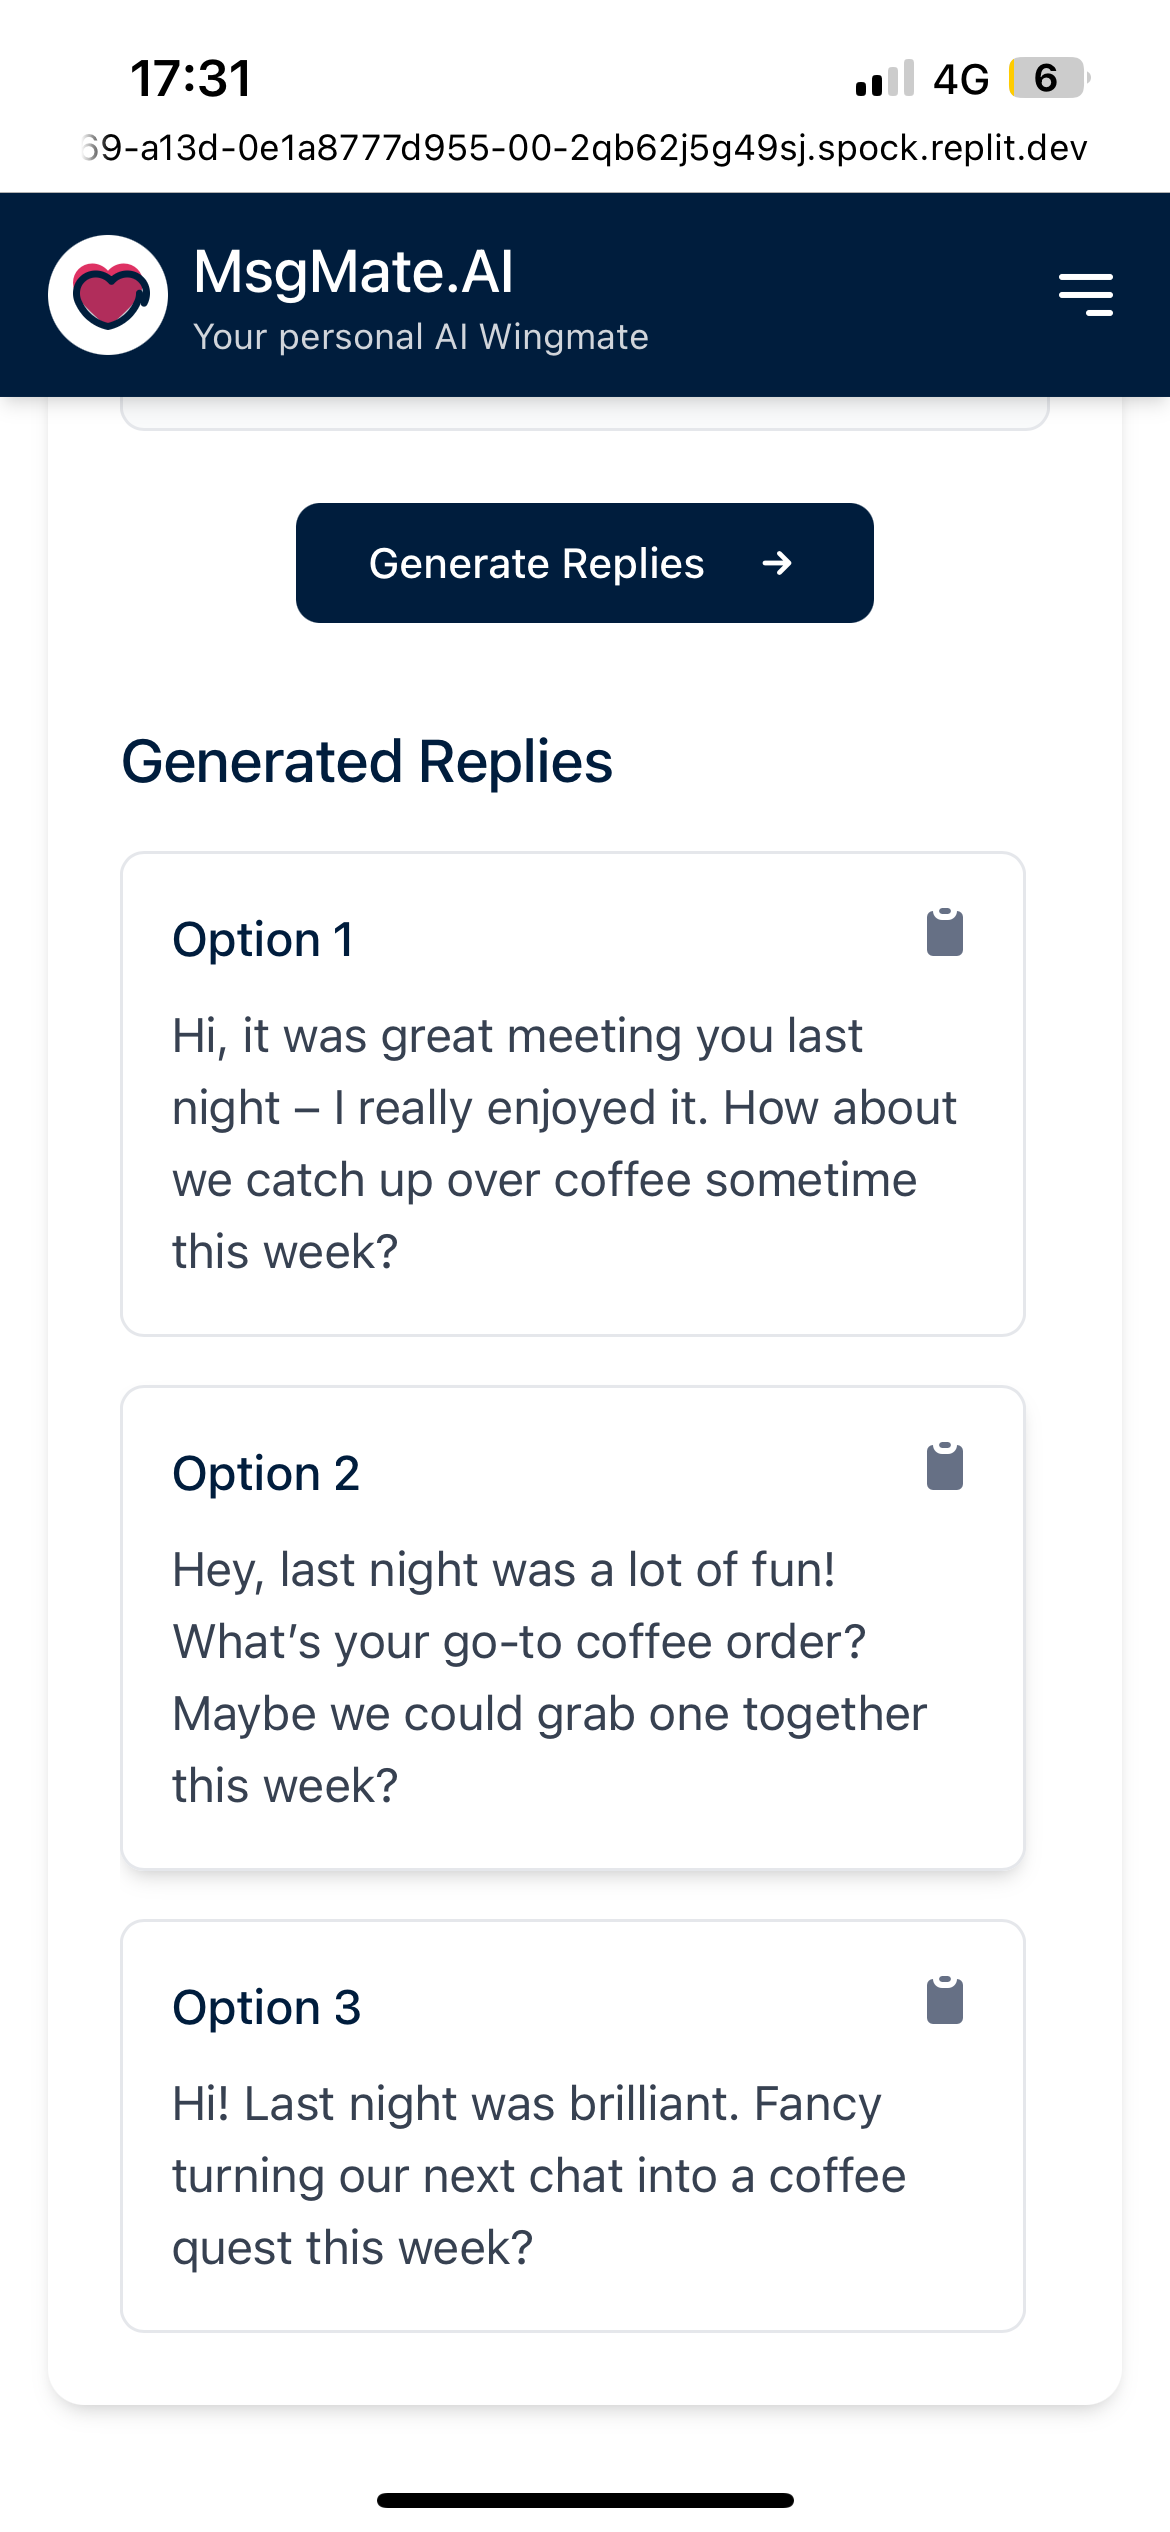 17:31
4G 6
69-a13d-0e1a8777d955-00-2qb62j5g49sj.spock.replit.dev
MsgMate.AI
Your personal AI Wingmate
Generate Replies →
Generated Replies
Option 1
Hi, it was great meeting you last
night – I really enjoyed it. How about
we catch up over coffee sometime
this week?
Option 2
Hey, last night was a lot of fun!
What’s your go-to coffee order?
Maybe we could grab one together
this week?
Option 3
Hi! Last night was brilliant. Fancy
turning our next chat into a coffee
quest this week?